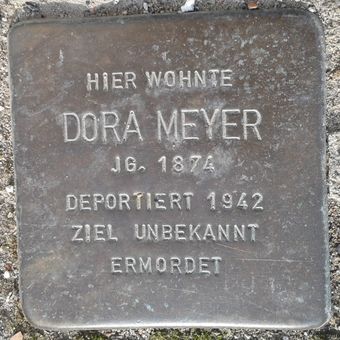 HIER WOHNTE
DORA MEYER
JG. 1874
DEPORTIERT 1942
ZIEL UNBEKANNT
ERMORDET